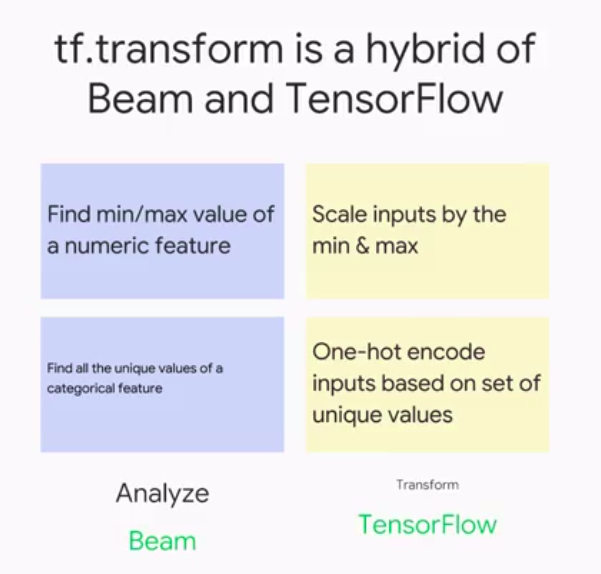 tf.transform is a hybrid of
Beam and TensorFlow
Find min/max value of
a numeric feature
Scale inputs by the
min & max
Find all the unique values of a
categorical feature
One-hot encode
inputs based on set of
unique values
Analyze
Transform
Beam
TensorFlow